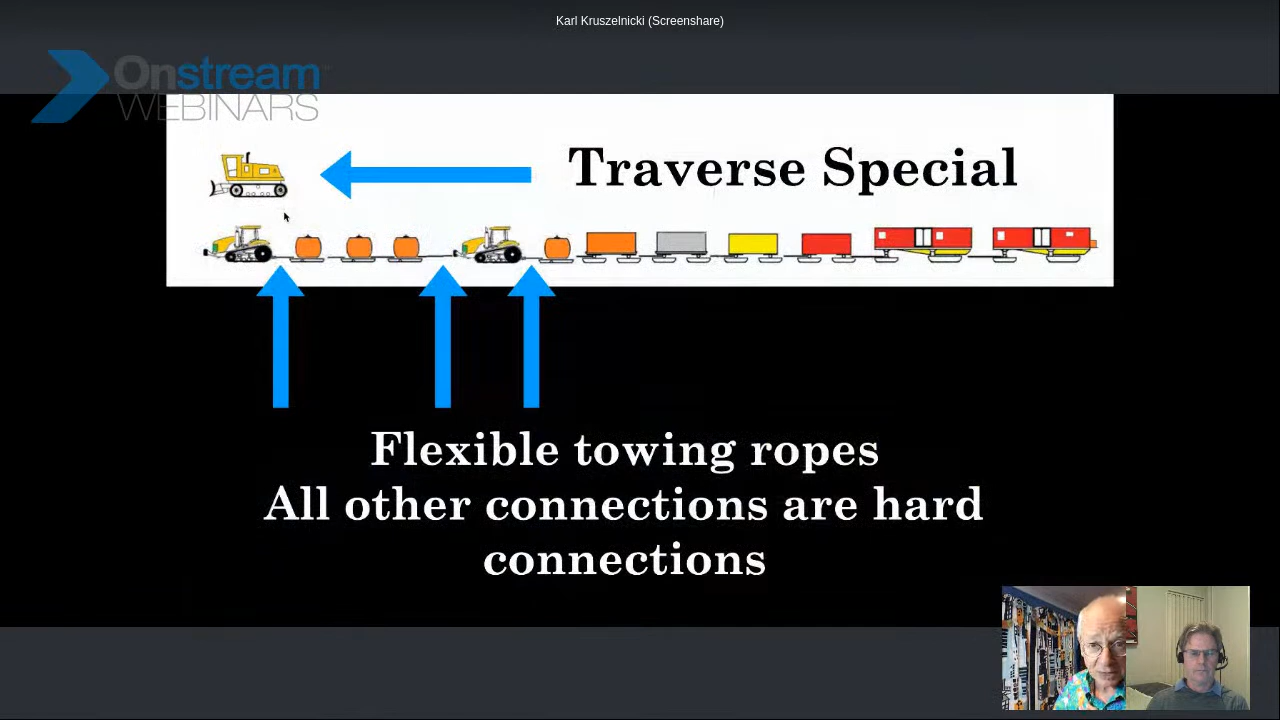 Karl Kruszelnicki (Screenshare)
Onstream
WEBINARS
Traverse Special
Flexible towing ropes
All other connections are hard
connections